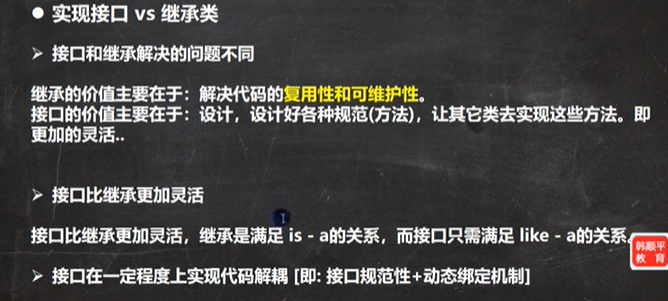 ● 实现接口 vs 继承类
➢ 接口和继承解决的问题不同
继承的价值主要在于：解决代码的复用性和可维护性。
接口的价值主要在于：设计，设计好各种规范(方法)，让其它类去实现这些方法。即
更加的灵活..
➢ 接口比继承更加灵活
接口比继承更加灵活，继承是满足 is - a的关系，而接口只需满足 like - a的关系。
➢ 接口在一定程度上实现代码解耦 [即: 接口规范性+动态绑定机制]
韩顺平
教育